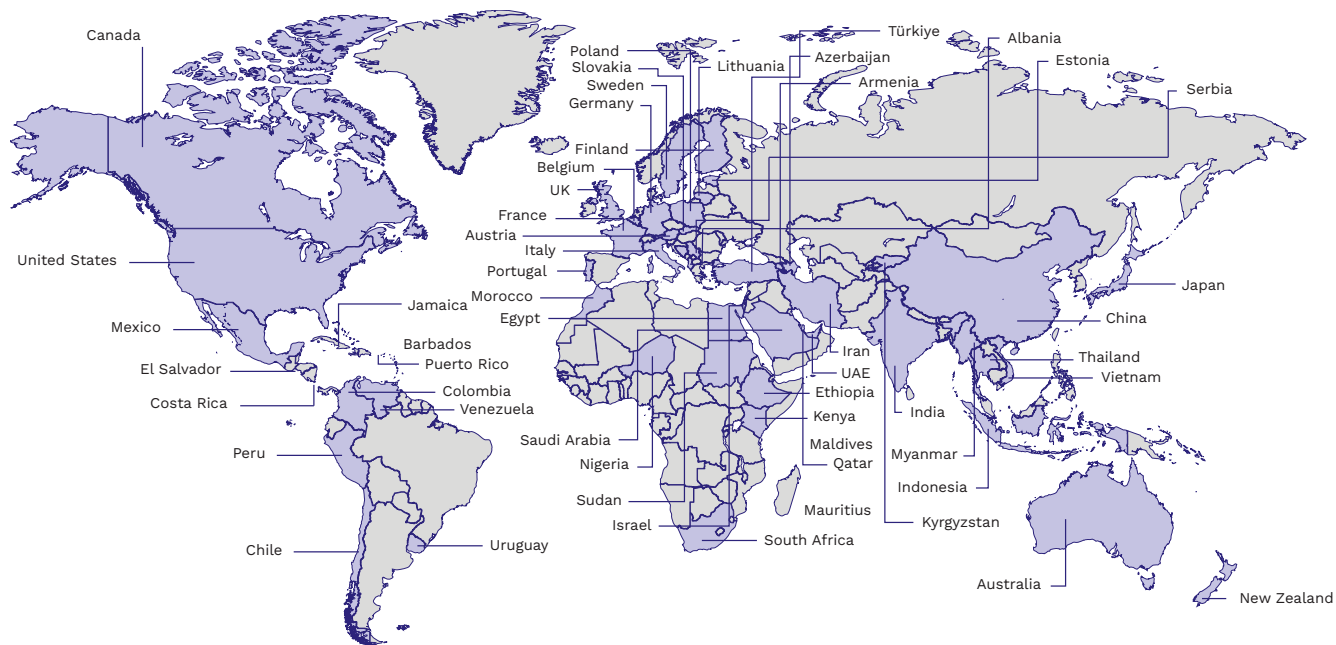 Canada
United States
Mexico
El Salvador
Costa Rica
Peru
Chile
Jamaica
Barbados
Puerto Rico
Colombia
Venezuela
Uruguay
Poland
Slovakia
Sweden
Germany
Finland
Belgium
UK
France
Austria
Italy
Portugal
Morocco
Egypt
Saudi Arabia
Nigeria
Sudan
Israel
Lithuania
Türkiye
Azerbaijan
Armenia
Albania
Estonia
Serbia
Japan
China
Thailand
Vietnam
Iran
UAE
Ethiopia
Kenya
Maldives
Qatar
Mauritius
South Africa
India
Myanmar
Indonesia
Kyrgyzstan
Australia
New Zealand